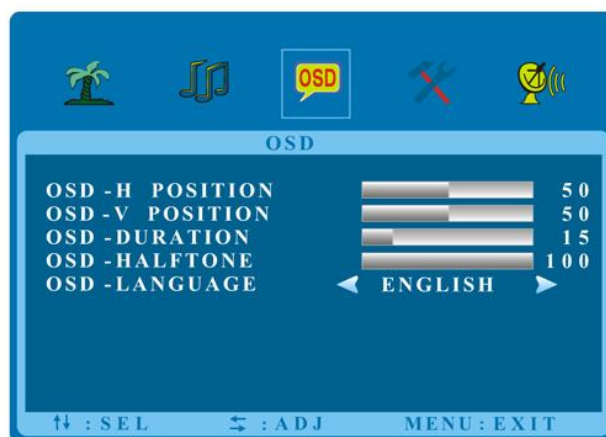 OSD
OSD
OSD -H POSITION 50
OSD -V POSITION 50
OSD -DURATION 15
OSD -HALFTONE 100
OSD -LANGUAGE ENGLISH
↑↓ : SEL ⇆ : ADJ MENU : EXIT